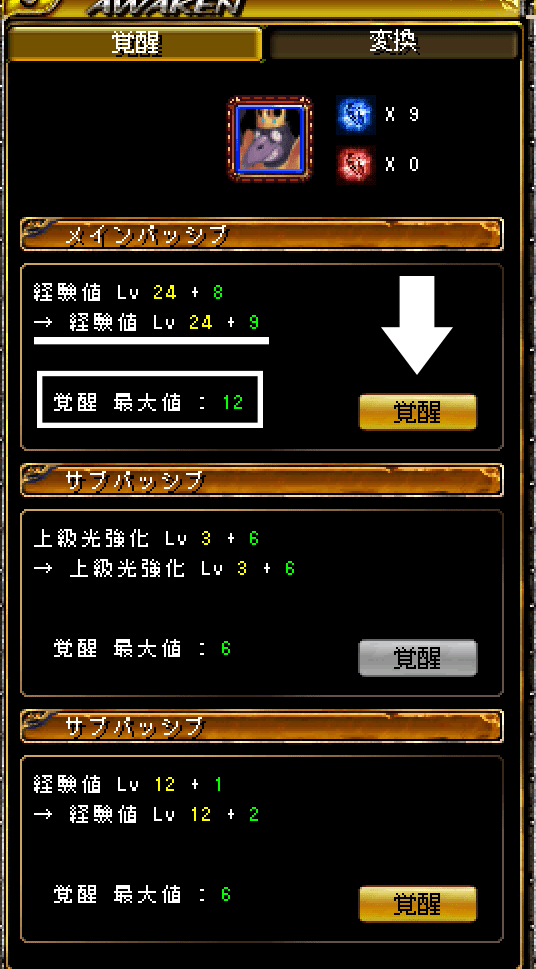 AWAKEN
覚醒 変換
X 9
X 0
メインパッシブ
経験値 Lv 24 + 8
→ 経験値 Lv 24 + 9
覚醒 最大値 : 12
覚醒
サブパッシブ
上級光強化 Lv 3 + 6
→ 上級光強化 Lv 3 + 6
覚醒 最大値 : 6
覚醒
サブパッシブ
経験値 Lv 12 + 1
→ 経験値 Lv 12 + 2
覚醒 最大値 : 6
覚醒